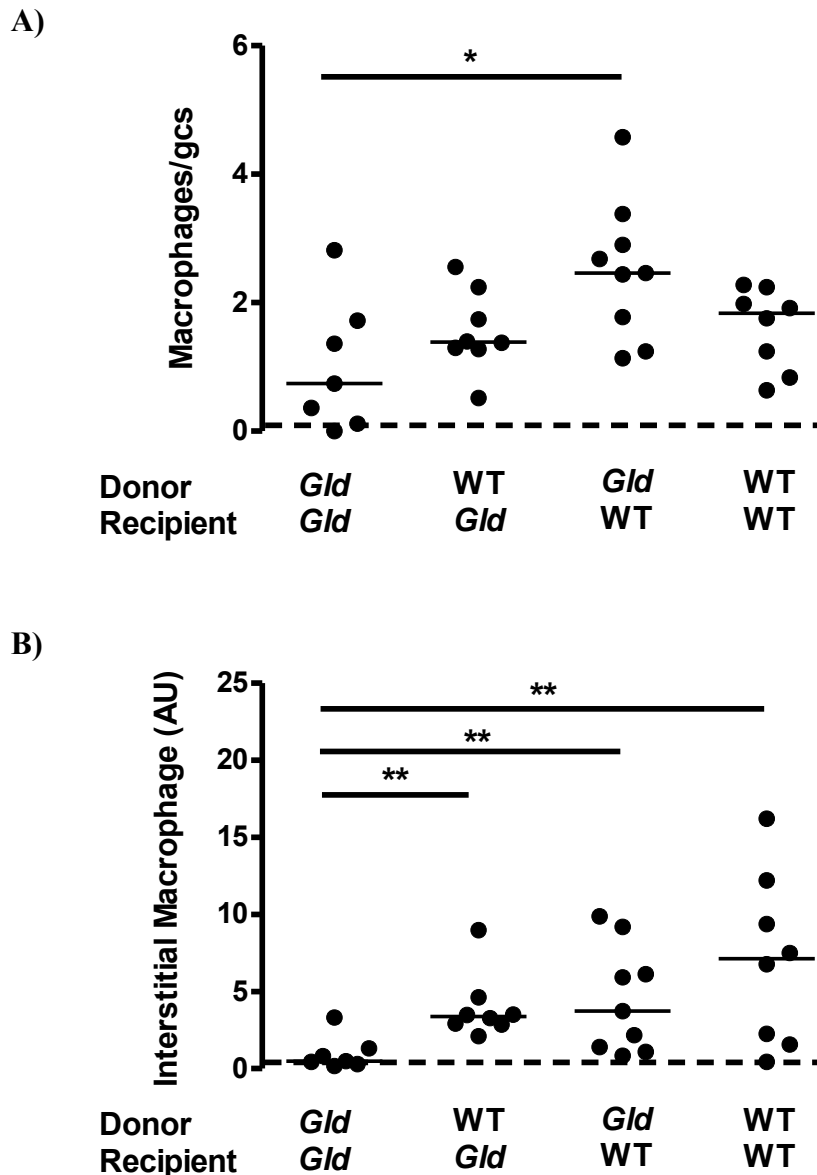 A)
6
*
4
Macrophages/gcs
2
0
Donor Gld WT Gld WT
Recipient Gld Gld WT WT
B)
25
**
20
**
**
15
Interstitial Macrophage (AU)
10
5
0
Donor Gld WT Gld WT
Recipient Gld Gld WT WT